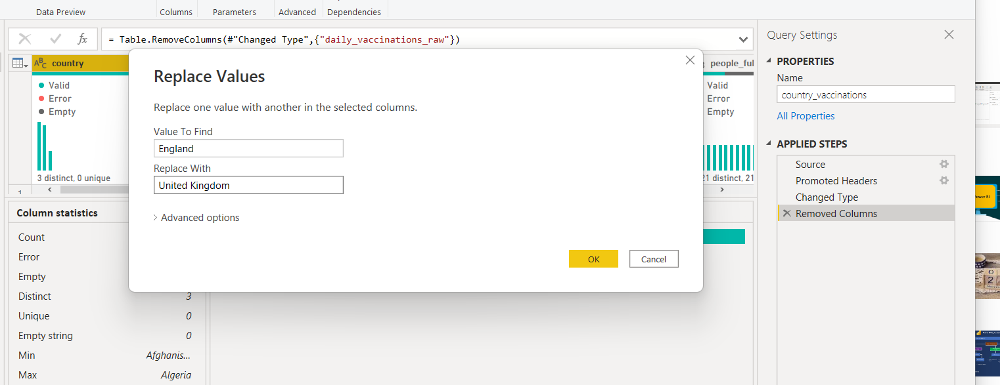 Data Preview
Columns
Parameters
Advanced
Dependencies
fx
= Table.RemoveColumns(#"Changed Type",{"daily_vaccinations_raw"})
ABC country
Valid
Error
Empty
3 distinct, 0 unique
1
Column statistics
Count
Error
Empty
Distinct 3
Unique 0
Empty string 0
Min Afghanis...
Max Algeria
Replace Values
Replace one value with another in the selected columns.
Value To Find
England
Replace With
United Kingdom
Advanced options
OK
Cancel
people_ful
Valid
Error
Empty
21 distinct, 21
Query Settings
PROPERTIES
Name
country_vaccinations
All Properties
APPLIED STEPS
Source
Promoted Headers
Changed Type
Removed Columns